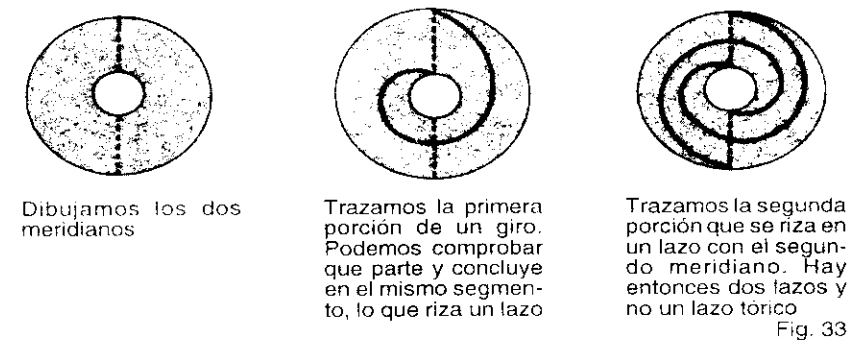 Dibujamos los dos
meridianos
Trazamos la primera
porción de un giro.
Podemos comprobar
que parte y concluye
en el mismo segmen-
to, lo que riza un lazo
Trazamos la segunda
porción que se riza en
un lazo con el segun-
do meridiano. Hay
entonces dos lazos y
no un lazo tórico
Fig. 33